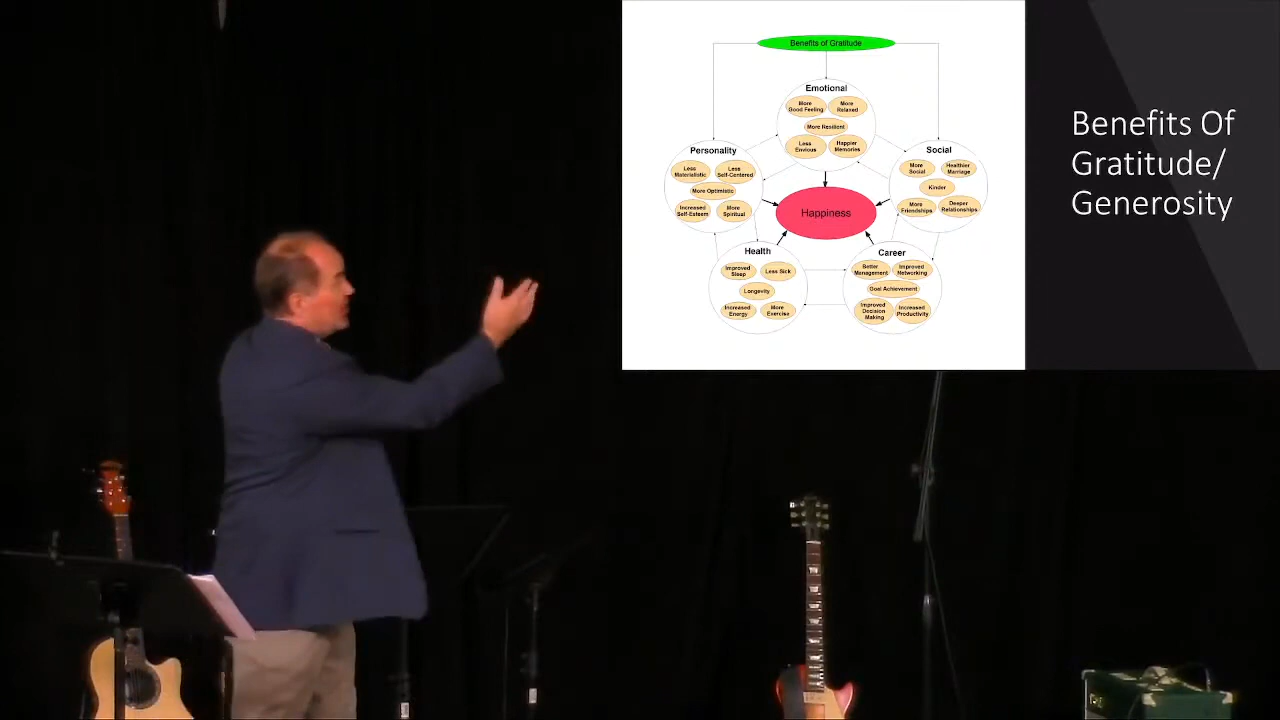 Benefits of Gratitude
Emotional
More
Good Feeling
More
Relaxed
More Resilient
Less
Envious
Happier
Memories
Personality
Less
Materialistic
Less
Self-Centered
More Optimistic
Increased
Self-Esteem
More
Spiritual
Social
More
Social
Healthier
Marriage
Kinder
More
Friendships
Deeper
Relationships
Happiness
Health
Improved
Sleep
Less Sick
Longevity
Increased
Energy
More
Exercise
Career
Better
Management
Improved
Networking
Goal Achievement
Improved
Decision
Making
Increased
Productivity
Benefits Of
Gratitude/
Generosity